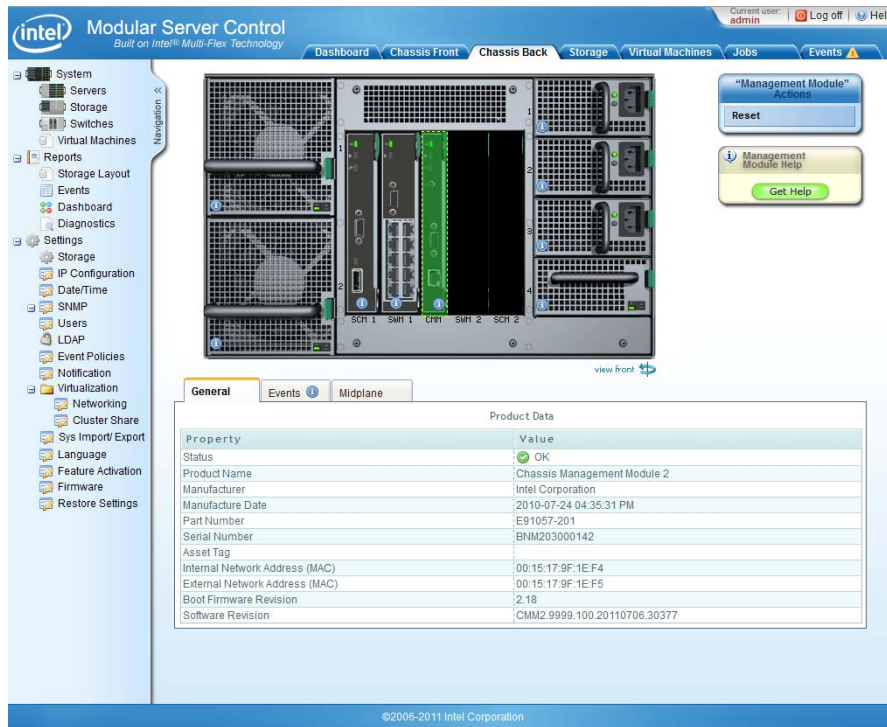 Current user:
admin
Log off
Hel
intel
Modular Server Control
Built on Intel® Multi-Flex Technology
Dashboard
Chassis Front
Chassis Back
Storage
Virtual Machines
Jobs
Events
System
Servers
Storage
Switches
Virtual Machines
Reports
Storage Layout
Events
Dashboard
Diagnostics
Settings
Storage
IP Configuration
Date/Time
SNMP
Users
LDAP
Event Policies
Notification
Virtualization
Networking
Cluster Share
Sys Import/ Export
Language
Feature Activation
Firmware
Restore Settings
Navigation
1
2
1
2
3
4
SCM 1
SWM 1
CMM
SWM 2
SCM 2
view front
"Management Module"
Actions
Reset
Management
Module Help
Get Help
General
Events
Midplane
Product Data
Property Value
Status OK
Product Name Chassis Management Module 2
Manufacturer Intel Corporation
Manufacture Date 2010-07-24 04:35:31 PM
Part Number E91057-201
Serial Number BNM203000142
Asset Tag
Internal Network Address (MAC) 00:15:17:9F:1E:F4
External Network Address (MAC) 00:15:17:9F:1E:F5
Boot Firmware Revision 2.18
Software Revision CMM2.9999.100.20110706.30377
©2006-2011 Intel Corporation